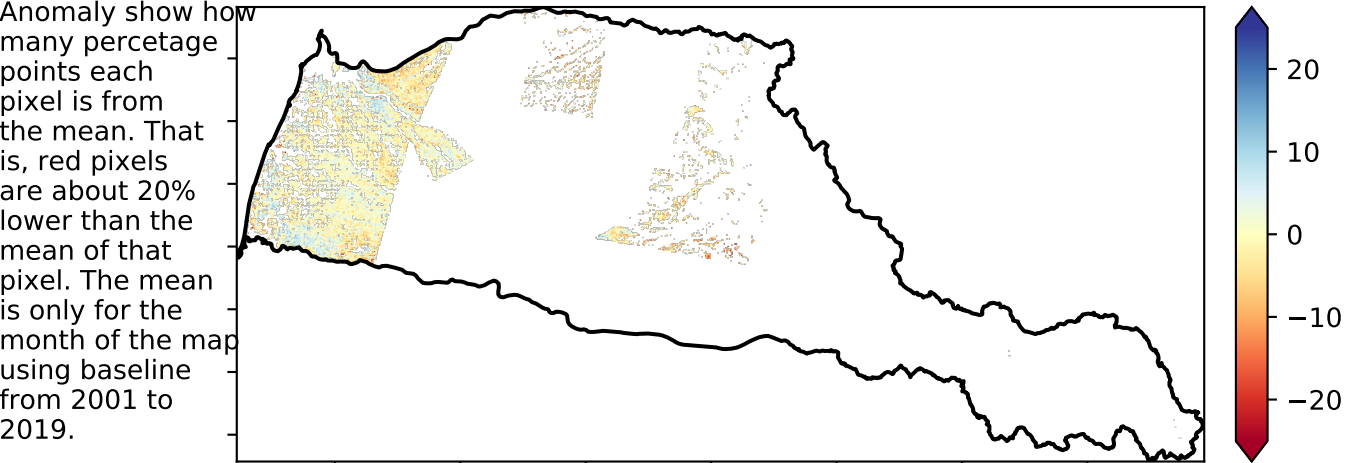 Anomaly show how
many percetage
points each
pixel is from
the mean. That
is, red pixels
are about 20%
lower than the
mean of that
pixel. The mean
is only for the
month of the map
using baseline
from 2001 to
2019.
20
10
0
−10
−20